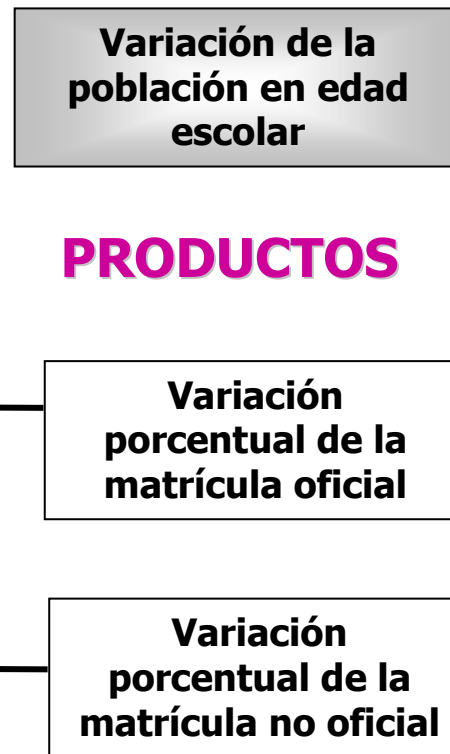 Variación de la
población en edad
escolar
PRODUCTOS
Variación
porcentual de la
matrícula oficial
Variación
porcentual de la
matrícula no oficial